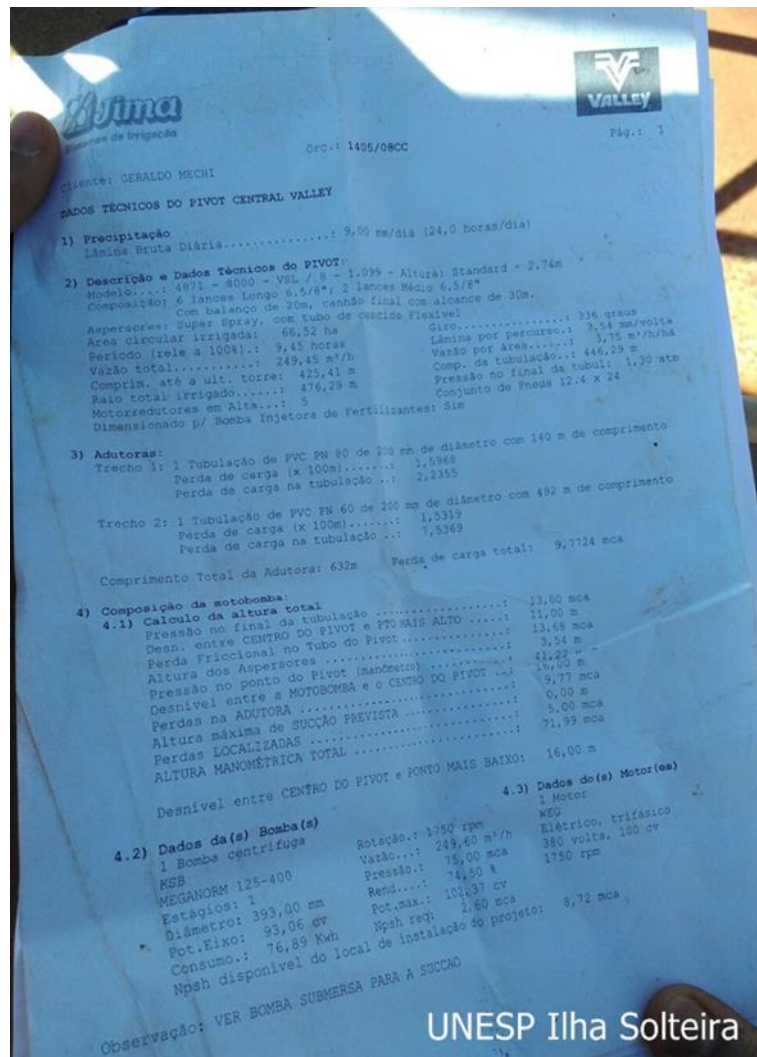 Jima
VALLEY
Sistemas de Irrigação
Orç.: 1405/08CC
Pág.: 1
Cliente: GERALDO MECHI
DADOS TÉCNICOS DO PIVOT CENTRAL VALLEY
1) Precipitação
Lâmina Bruta Diária................: 9,00 mm/dia (24,0 horas/dia)
2) Descrição e Dados Técnicos do PIVOT:
Modelo....: 4871 - 8000 - VSL / 8 - 1.099 - Altura: Standard - 2.74m
Composição: 6 lances Longo 6.5/8"; 2 lances Médio 6.5/8"
Com balanço de 20m, canhão final com alcance de 30m.
Aspersores: Super Spray, com tubo de descida Flexível
Área circular irrigada: 66,52 ha Giro................: 336 graus
Período (rele a 100%).: 9,45 horas Lâmina por percurso.: 3,54 mm/volta
Vazão total...........: 249,45 m³/h Vazão por área......: 3,75 m³/h/ha
Comprim. até a ult. torre: 425,41 m Comp. da tubulação..: 446,29 m
Raio total irrigado......: 476,29 m Pressão no final da tubul: 1,30 atm
Motorredutores em Alta...: 5 Conjunto de Pneus 12.4 x 24
Dimensionado p/ Bomba Injetora de Fertilizantes: Sim
3) Adutoras:
Trecho 1: 1 Tubulação de PVC PN 80 de 200 mm de diâmetro com 140 m de comprimento
Perda de carga (x 100m).......: 1,5968
Perda de carga na tubulação ..: 2,2355
Trecho 2: 1 Tubulação de PVC PN 60 de 200 mm de diâmetro com 492 m de comprimento
Perda de carga (x 100m).......: 1,5319
Perda de carga na tubulação ..: 7,5369
Comprimento Total da Adutora: 632m Perda de carga total: 9,7724 mca
4) Composição da motobomba:
4.1) Calculo da altura total
Pressão no final da tubulação ..................: 13,00 mca
Desn. entre CENTRO DO PIVOT e PTO MAIS ALTO .....: 11,00 m
Perda Friccional no Tubo do Pivot...............: 13,68 mca
Altura dos Aspersores ..........................: 3,54 m
Pressão no ponto do Pivot (manômetro) ..........: 41,22
Desnível entre a MOTOBOMBA e o CENTRO DO PIVOT ..: 16,00 m
Perdas na ADUTORA ..............................: 9,77 mca
Altura máxima de SUCÇÃO PREVISTA ...............: 0,00 m
Perdas LOCALIZADAS .............................: 5,00 mca
ALTURA MANOMÉTRICA TOTAL .......................: 71,99 mca
Desnível entre CENTRO DO PIVOT e PONTO MAIS BAIXO: 16,00 m
4.2) Dados da(s) Bomba(s) 4.3) Dados do(s) Motor(es)
1 Bomba centrífuga Rotação.: 1750 rpm 1 Motor
KSB Vazão...: 249,60 m³/h WEG
MEGANORM 125-400 Pressão.: 75,00 mca Elétrico, trifásico
Estágios: 1 Rend....: 74,50 % 380 volts, 100 cv
Diâmetro: 393,00 mm Pot.max.: 102,37 cv 1750 rpm
Pot.Eixo: 93,06 cv Npsh req: 2,60 mca
Consumo.: 76,89 Kwh
Npsh disponível do local de instalação do projeto: 8,72 mca
Observação: VER BOMBA SUBMERSA PARA A SUCCAO
UNESP Ilha Solteira